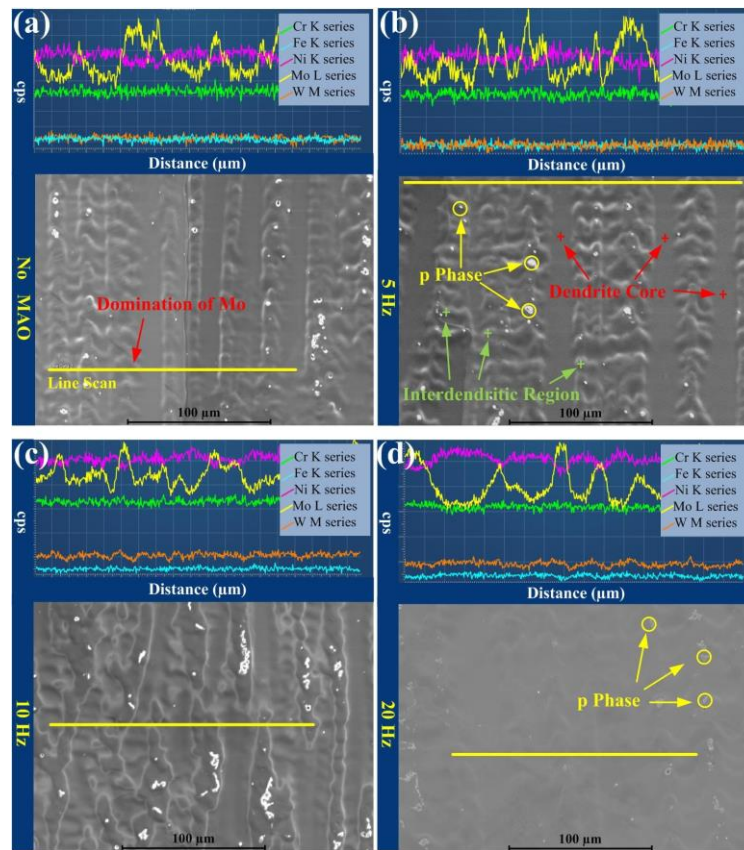 (a)
Cr K series
Fe K series
Ni K series
Mo L series
W M series
cps
Distance (µm)
No MAO
Domination of Mo
Line Scan
100 µm
(b)
Cr K series
Fe K series
Ni K series
Mo L series
W M series
cps
Distance (µm)
5 Hz
p Phase
Dendrite Core
Interdendritic Region
100 µm
(c)
Cr K series
Fe K series
Ni K series
Mo L series
W M series
cps
Distance (µm)
10 Hz
100 µm
(d)
Cr K series
Fe K series
Ni K series
Mo L series
W M series
cps
Distance (µm)
20 Hz
p Phase
100 µm